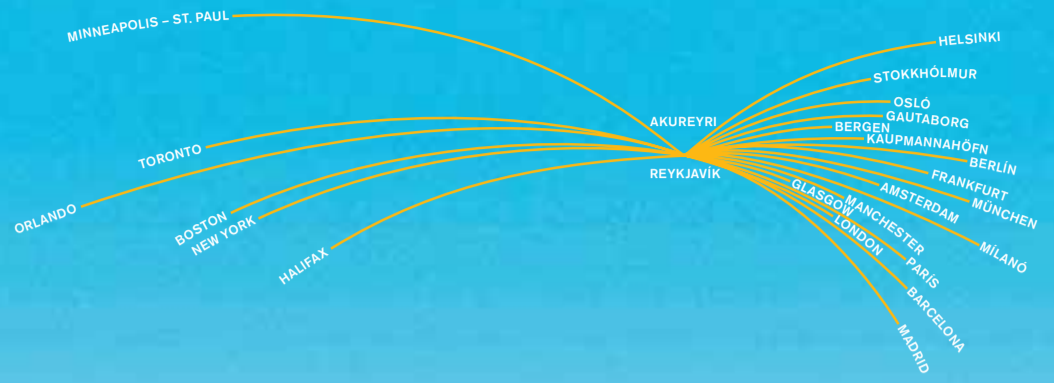 MINNEAPOLIS – ST. PAUL
TORONTO
ORLANDO
BOSTON
NEW YORK
HALIFAX
AKUREYRI
REYKJAVÍK
HELSINKI
STOKKHÓLMUR
OSLÓ
GAUTABORG
BERGEN
KAUPMANNAHÖFN
BERLÍN
FRANKFURT
MÜNCHEN
AMSTERDAM
MÍLANÓ
GLASGOW
MANCHESTER
LONDON
PARÍS
BARCELONA
MADRID